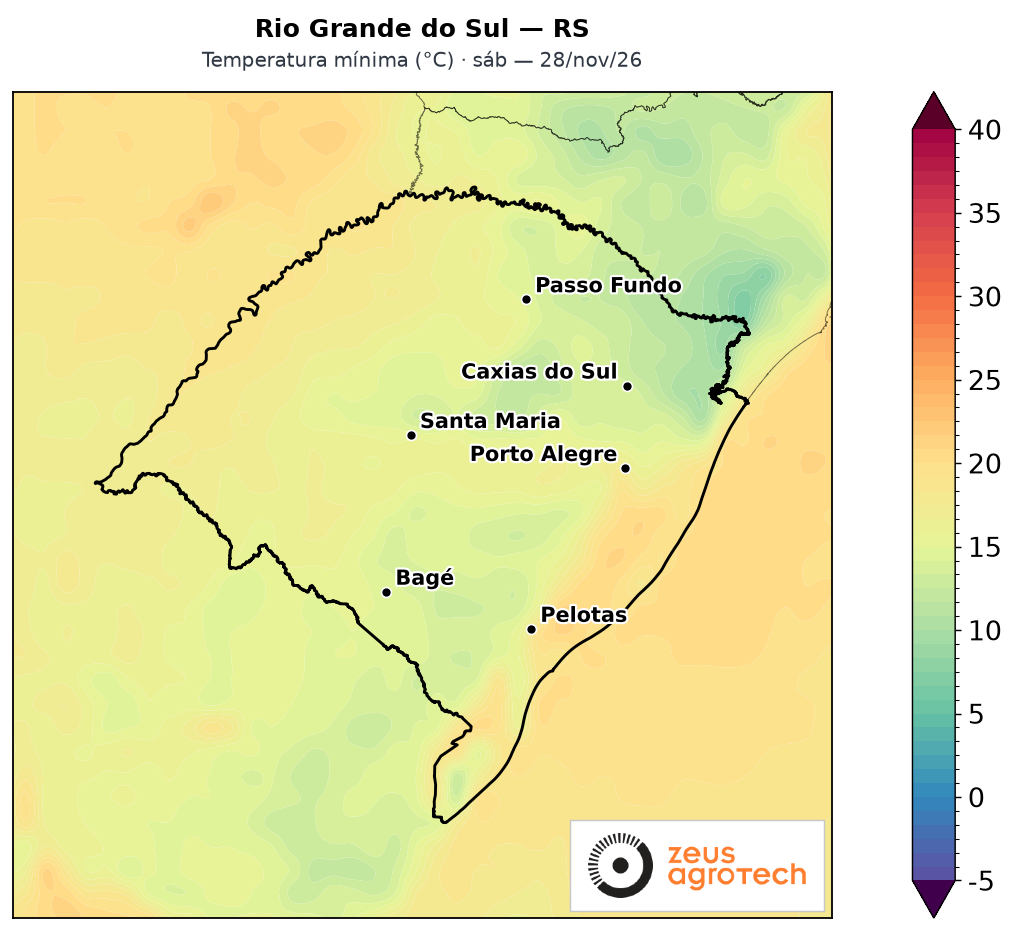 Rio Grande do Sul — RS
Temperatura mínima (°C) · sáb — 28/nov/26
40
35
30
25
20
15
10
5
0
-5
Passo Fundo
Caxias do Sul
Santa Maria
Porto Alegre
Bagé
Pelotas
zeus
agrotech